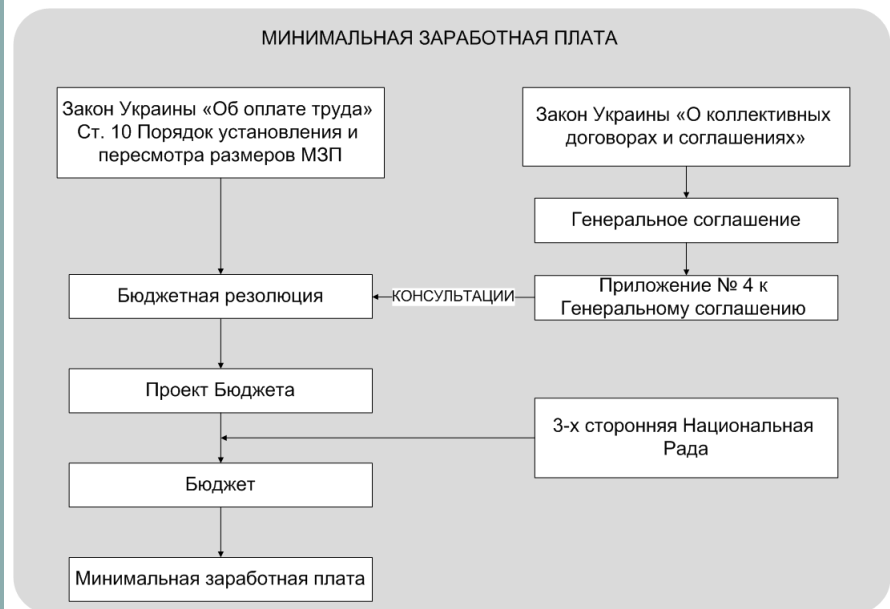 МИНИМАЛЬНАЯ ЗАРАБОТНАЯ ПЛАТА
Закон Украины «Об оплате труда»
Ст. 10 Порядок установления и
пересмотра размеров МЗП
Закон Украины «О коллективных
договорах и соглашениях»
Генеральное соглашение
Бюджетная резолюция
КОНСУЛЬТАЦИИ
Приложение № 4 к
Генеральному соглашению
Проект Бюджета
3-х сторонняя Национальная
Рада
Бюджет
Минимальная заработная плата